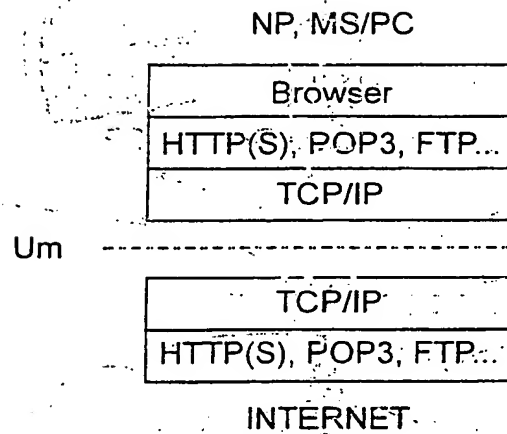 NP, MS/PC
Browser
HTTP(S), POP3, FTP...
TCP/IP
Um
TCP/IP
HTTP(S), POP3, FTP...
INTERNET